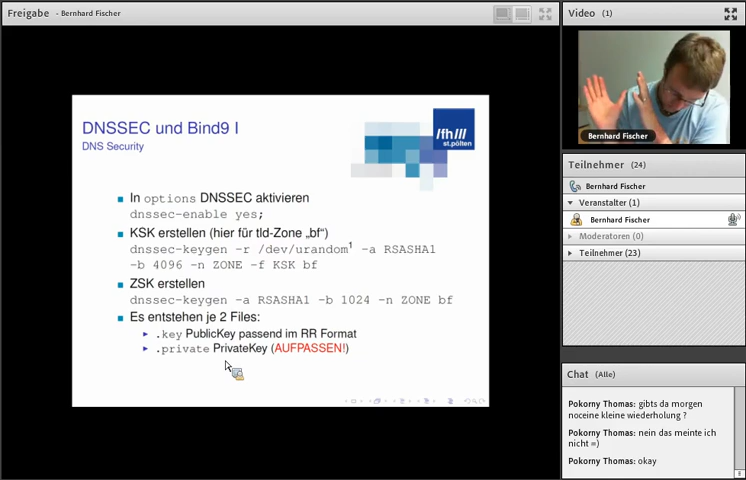 Freigabe - Bernhard Fischer
DNSSEC und Bind9 I
DNS Security
/fh///
st.pölten
In options DNSSEC aktivieren
dnssec-enable yes;
KSK erstellen (hier für tld-Zone „bf“)
dnssec-keygen -r /dev/urandom¹ -a RSASHA1
-b 4096 -n ZONE -f KSK bf
ZSK erstellen
dnssec-keygen -a RSASHA1 -b 1024 -n ZONE bf
Es entstehen je 2 Files:
.key PublicKey passend im RR Format
.private PrivateKey (AUFPASSEN!)
Video (1)
Bernhard Fischer
Teilnehmer (24)
Bernhard Fischer
Veranstalter (1)
Bernhard Fischer
Moderatoren (0)
Teilnehmer (23)
Chat (Alle)
Pokorny Thomas: gibts da morgen
noceine kleine wiederholung ?
Pokorny Thomas: nein das meinte ich
nicht =)
Pokorny Thomas: okay